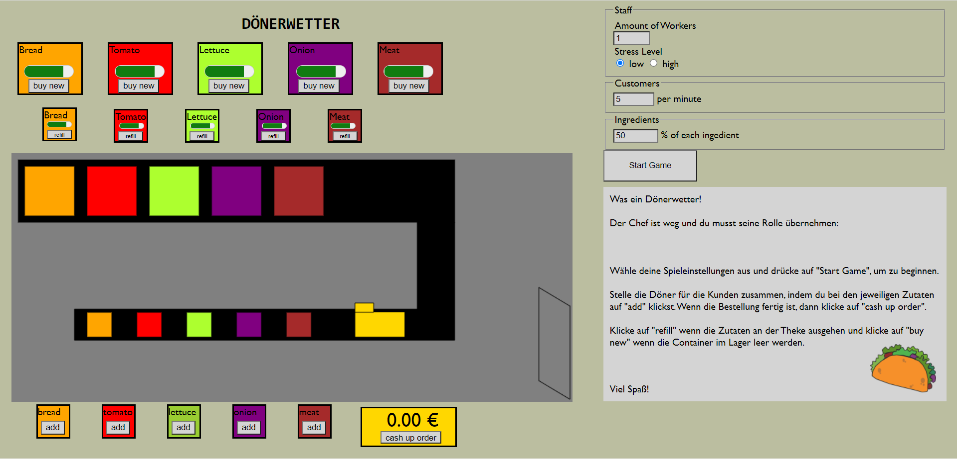 DÖNERWETTER
Bread Tomato Lettuce Onion Meat
buy new buy new buy new buy new buy new
Bread Tomato Lettuce Onion Meat
refill refill refill refill refill
bread tomato lettuce onion meat
add add add add add
0.00 €
cash up order
Staff
Amount of Workers
1
Stress Level
low high
Customers
5 per minute
Ingredients
50 % of each ingedient
Start Game
Was ein Dönerwetter!
Der Chef ist weg und du musst seine Rolle übernehmen:
Wähle deine Spieleinstellungen aus und drücke auf "Start Game", um zu beginnen.
Stelle die Döner für die Kunden zusammen, indem du bei den jeweiligen Zutaten
auf "add" klickst. Wenn die Bestellung fertig ist, dann klicke auf "cash up order".
Klicke auf "refill" wenn die Zutaten an der Theke ausgehen und klicke auf "buy
new" wenn die Container im Lager leer werden.
Viel Spaß!